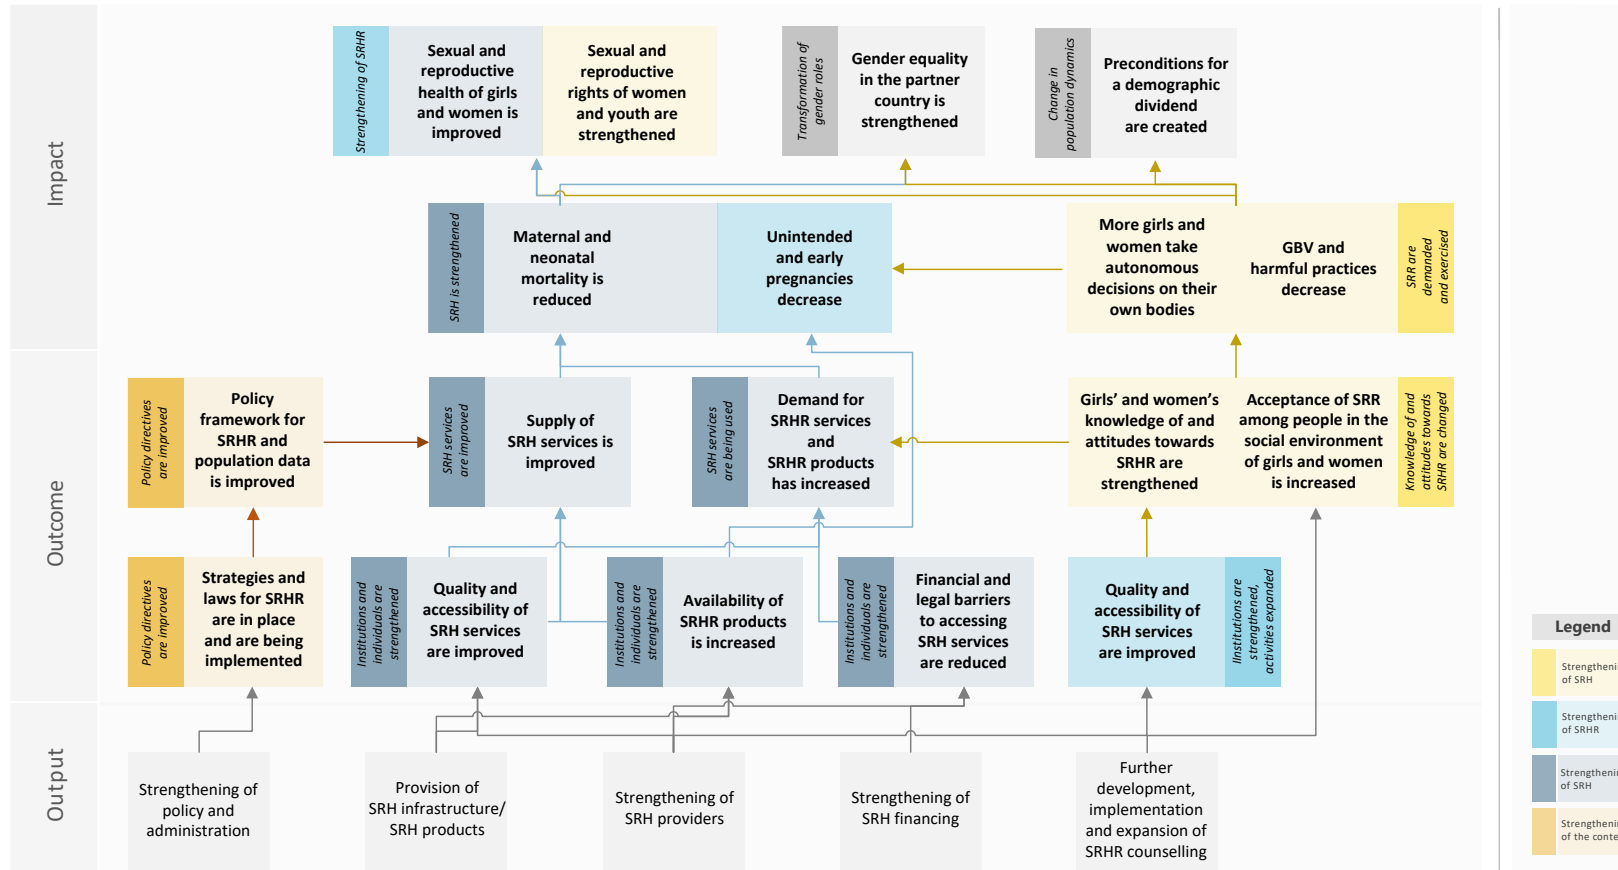 Impact
Strengthening of SRHR
Sexual and
reproductive
health of girls
and women is
improved
Sexual and
reproductive
rights of women
and youth are
strengthened
Transformation of
gender roles
Gender equality
in the partner
country is
strengthened
Change in
population dynamics
Preconditions for
a demographic
dividend
are created
SRH is strengthened
Maternal and
neonatal
mortality is
reduced
Unintended
and early
pregnancies
decrease
More girls and
women take
autonomous
decisions on their
own bodies
GBV and
harmful practices
decrease
SRR are
demanded
and exercised
Outcome
Policy directives
are improved
Policy
framework for
SRHR and
population data
is improved
SRH services
are improved
Supply of
SRH services is
improved
SRH services
are being used
Demand for
SRHR services
and
SRHR products
has increased
Girls’ and women’s
knowledge of and
attitudes towards
SRHR are
strengthened
Acceptance of SRR
among people in the
social environment
of girls and women
is increased
Knowledge of and
attitudes towards
SRHR are changed
Policy directives
are improved
Strategies and
laws for SRHR
are in place
and are being
implemented
Institutions and
individuals are
strengthened
Quality and
accessibility of
SRH services
are improved
Institutions and
individuals are
strengthened
Availability of
SRHR products
is increased
Institutions and
individuals are
strengthened
Financial and
legal barriers
to accessing
SRH services
are reduced
Quality and
accessibility of
SRH services
are improved
IInstitutions are
strengthened,
activities expanded
Output
Strengthening of
policy and
administration
Provision of
SRH infrastructure/
SRH products
Strengthening of
SRH providers
Strengthening of
SRH financing
Further
development,
implementation
and expansion of
SRHR counselling
Legend
Strengthenin
of SRH
Strengthenin
of SRHR
Strengthenin
of SRH
Strengthenin
of the conte